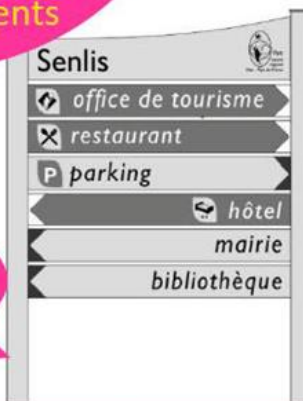 ents
Senlis
office de tourisme
restaurant
P parking
hôtel
mairie
bibliothèque